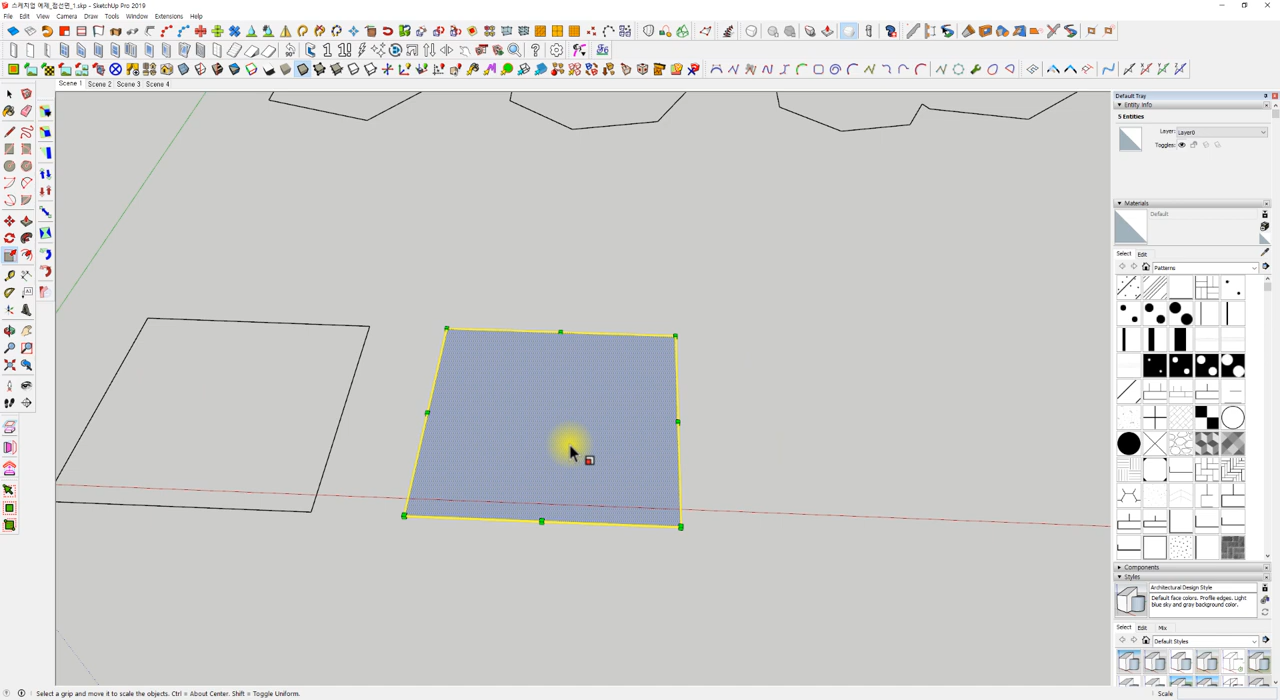 스케치업 예제_접선면_1.skp - SketchUp Pro 2019
File Edit View Camera Draw Tools Window Extensions Help
Scene 1 Scene 2 Scene 3 Scene 4
Default Tray
Entity Info
5 Entities
Layer: Layer0
Toggles:
Materials
Default
Select Edit
Patterns
Components
Styles
Architectural Design Style
Default face colors. Profile edges. Light blue sky and gray background color.
Select Edit Mix
Default Styles
Select a grip and move it to scale the objects. Ctrl = About Center. Shift = Toggle Uniform.
Scale